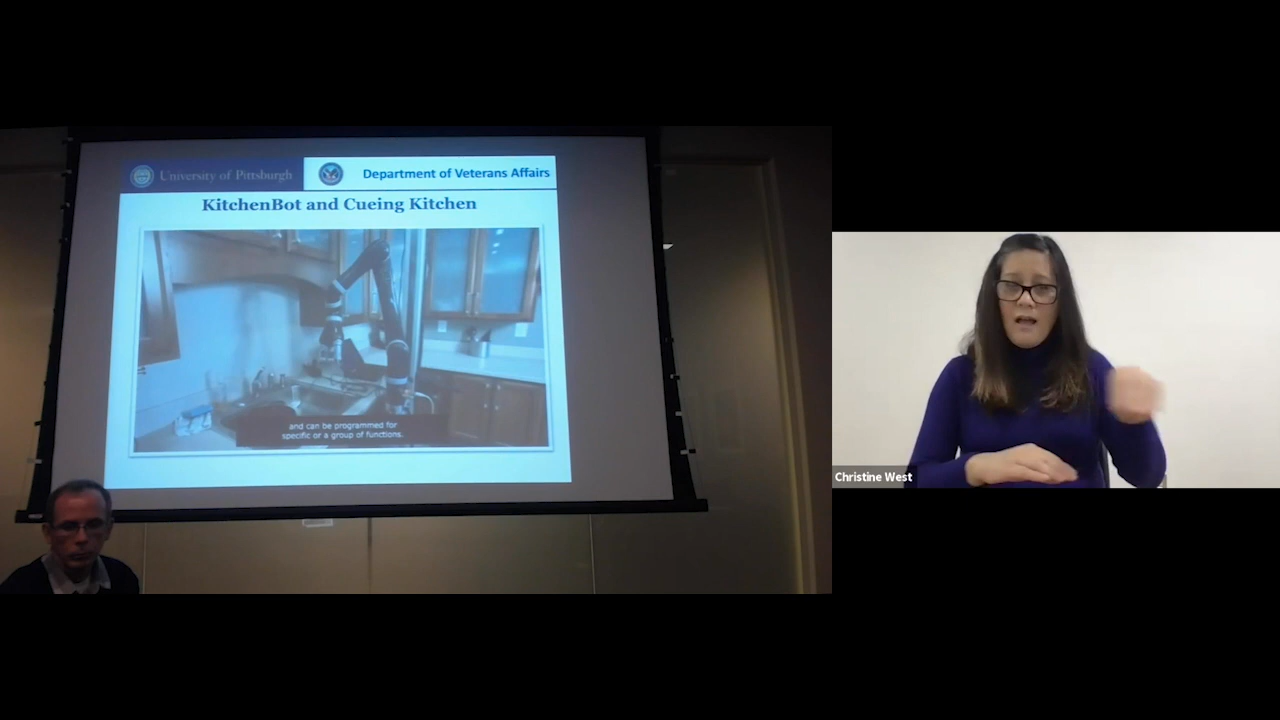 University of Pittsburgh
Department of Veterans Affairs
KitchenBot and Cueing Kitchen
and can be programmed for
specific or a group of functions.
Christine West